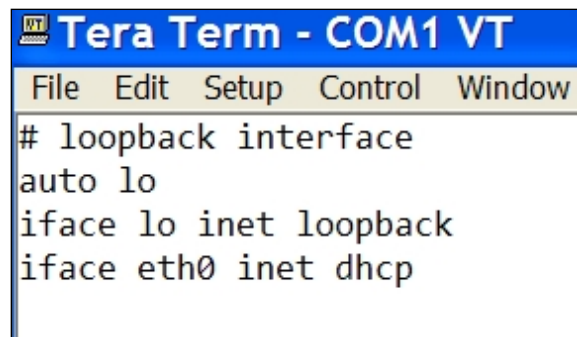 Tera Term - COM1 VT
File Edit Setup Control Window
# loopback interface
auto lo
iface lo inet loopback
iface eth0 inet dhcp